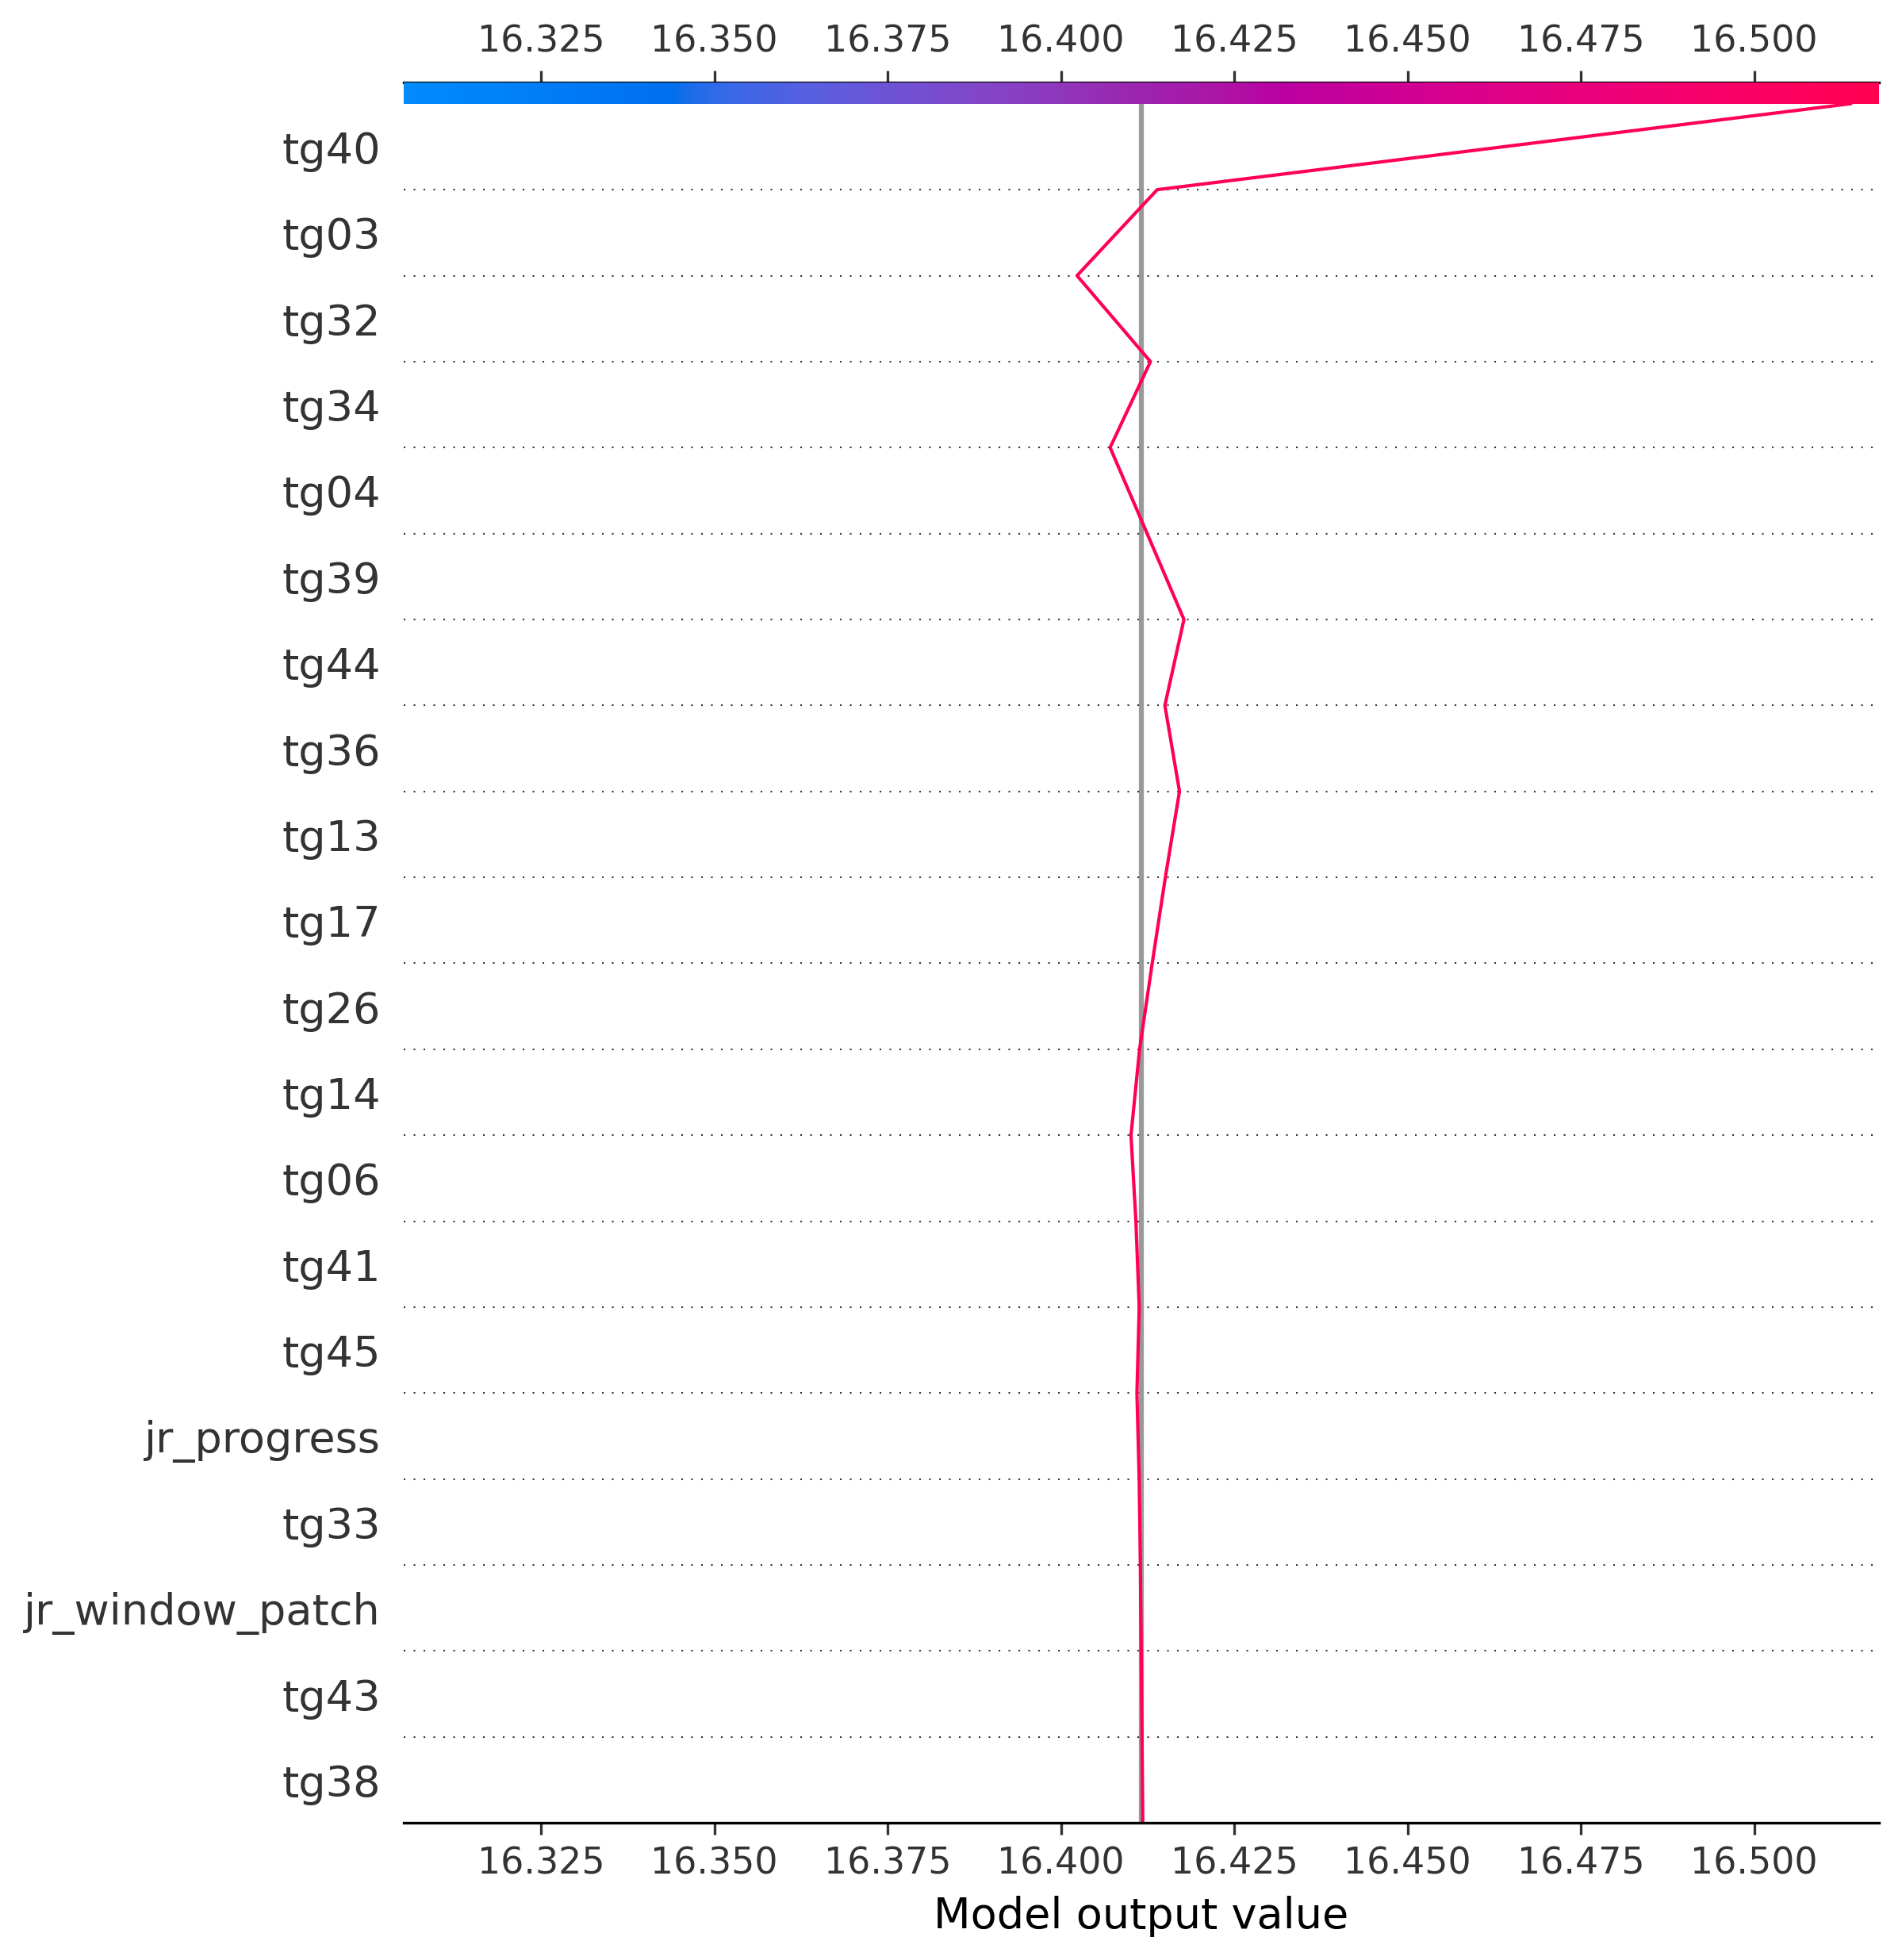 16.325 16.350 16.375 16.400 16.425 16.450 16.475 16.500
tg40
tg03
tg32
tg34
tg04
tg39
tg44
tg36
tg13
tg17
tg26
tg14
tg06
tg41
tg45
jr_progress
tg33
jr_window_patch
tg43
tg38
16.325 16.350 16.375 16.400 16.425 16.450 16.475 16.500
Model output value